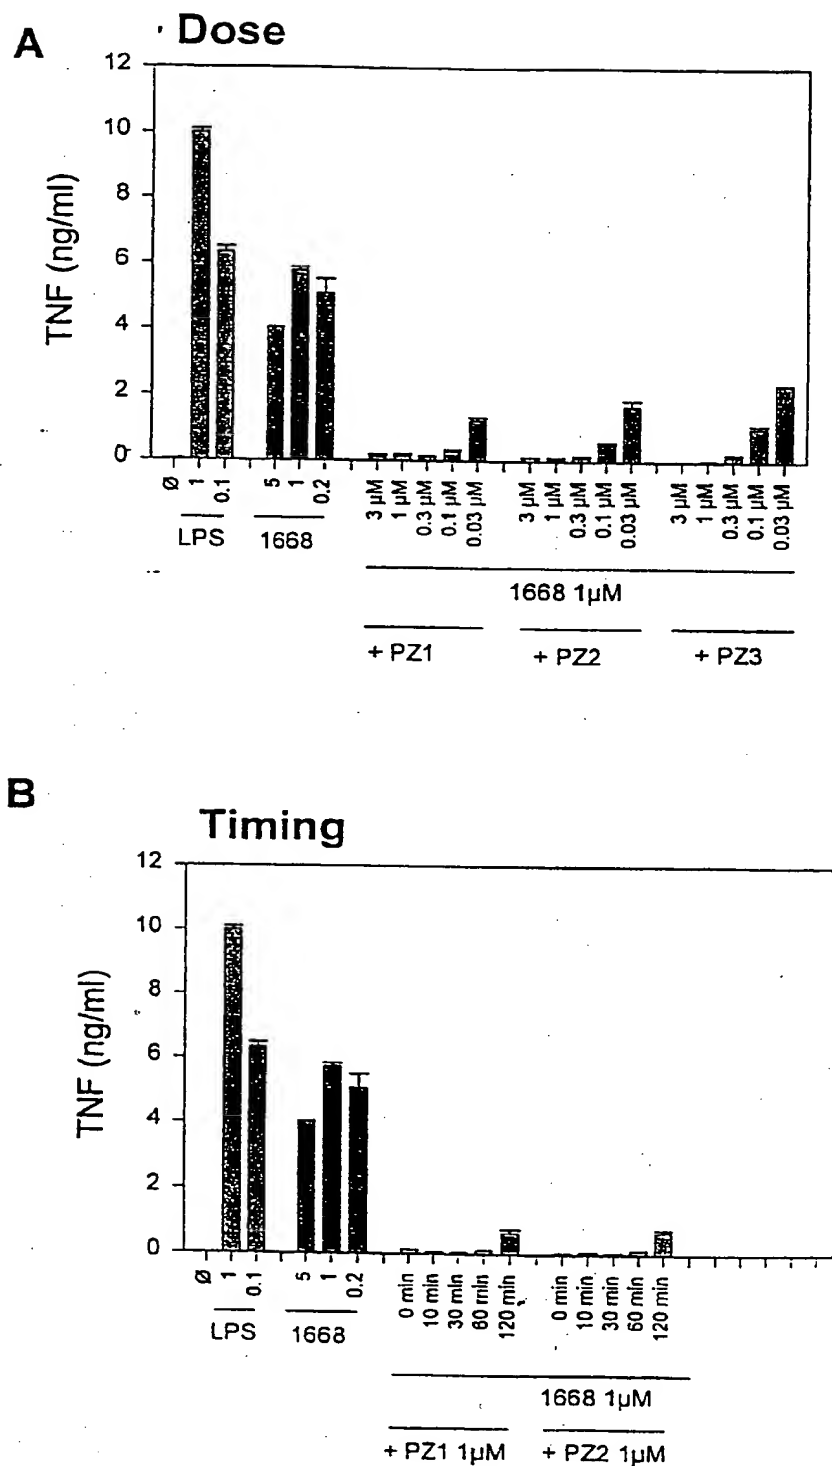 A
Dose
12
10
8
6
4
2
0
TNF (ng/ml)
Ø 1 0.1 5 1 0.2 3 µM 1 µM 0.3 µM 0.1 µM 0.03 µM 3 µM 1 µM 0.3 µM 0.1 µM 0.03 µM 3 µM 1 µM 0.3 µM 0.1 µM 0.03 µM
LPS 1668
1668 1µM
+ PZ1 + PZ2 + PZ3
B
Timing
12
10
8
6
4
2
0
TNF (ng/ml)
Ø 1 0.1 5 1 0.2 0 min 10 min 30 min 60 min 120 min 0 min 10 min 30 min 60 min 120 min
LPS 1668
1668 1µM
+ PZ1 1µM + PZ2 1µM